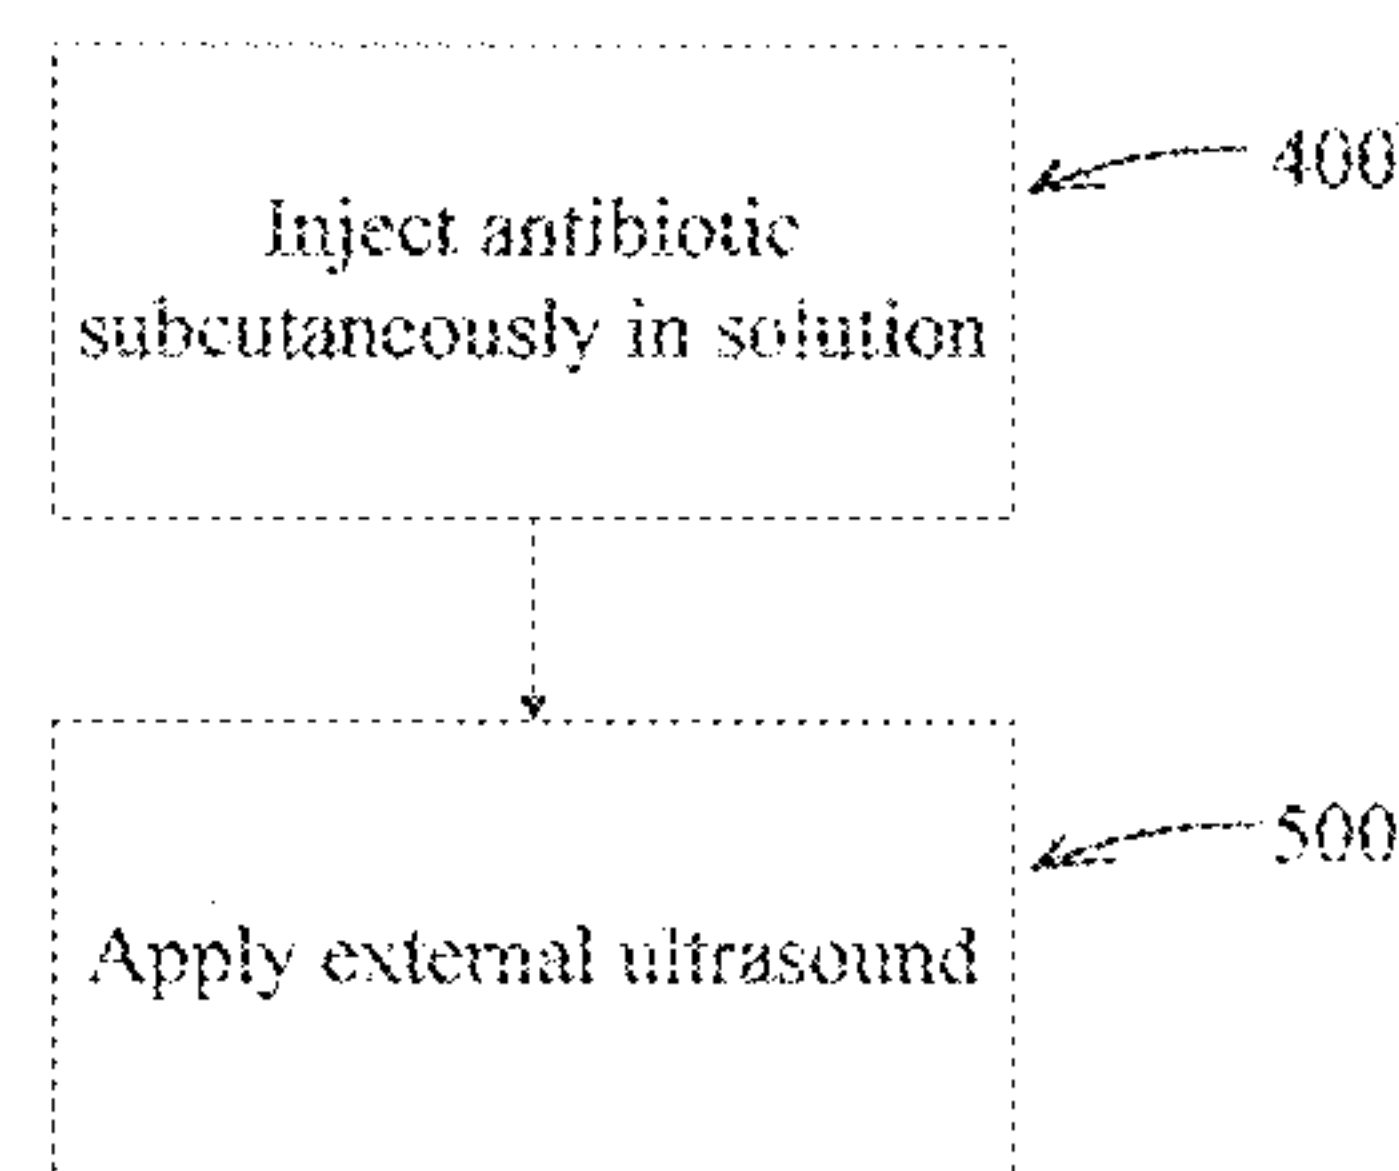 Inject antibiotic
subcutaneously in solution
400
Apply external ultrasound
500